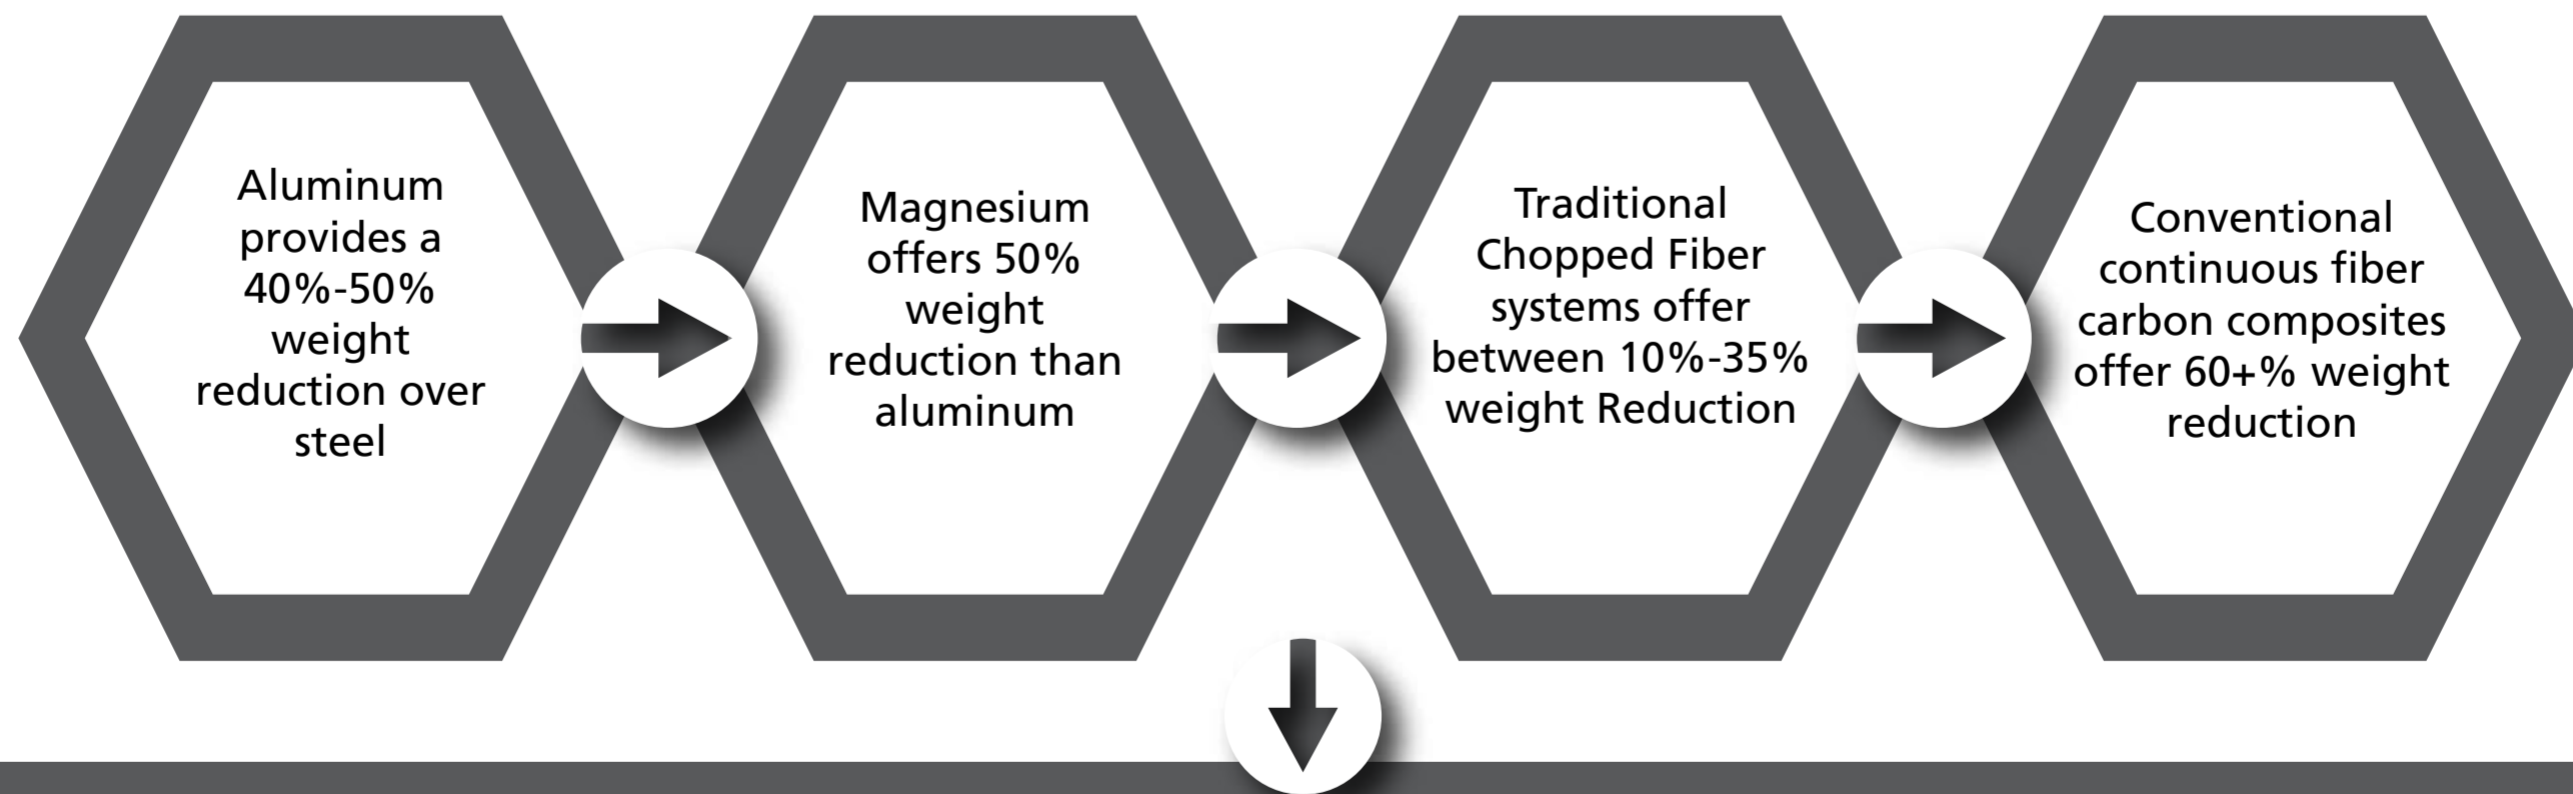 Aluminum
provides a
40%-50%
weight
reduction over
steel
Magnesium
offers 50%
weight
reduction than
aluminum
Traditional
Chopped Fiber
systems offer
between 10%-35%
weight Reduction
Conventional
continuous fiber
carbon composites
offer 60+% weight
reduction